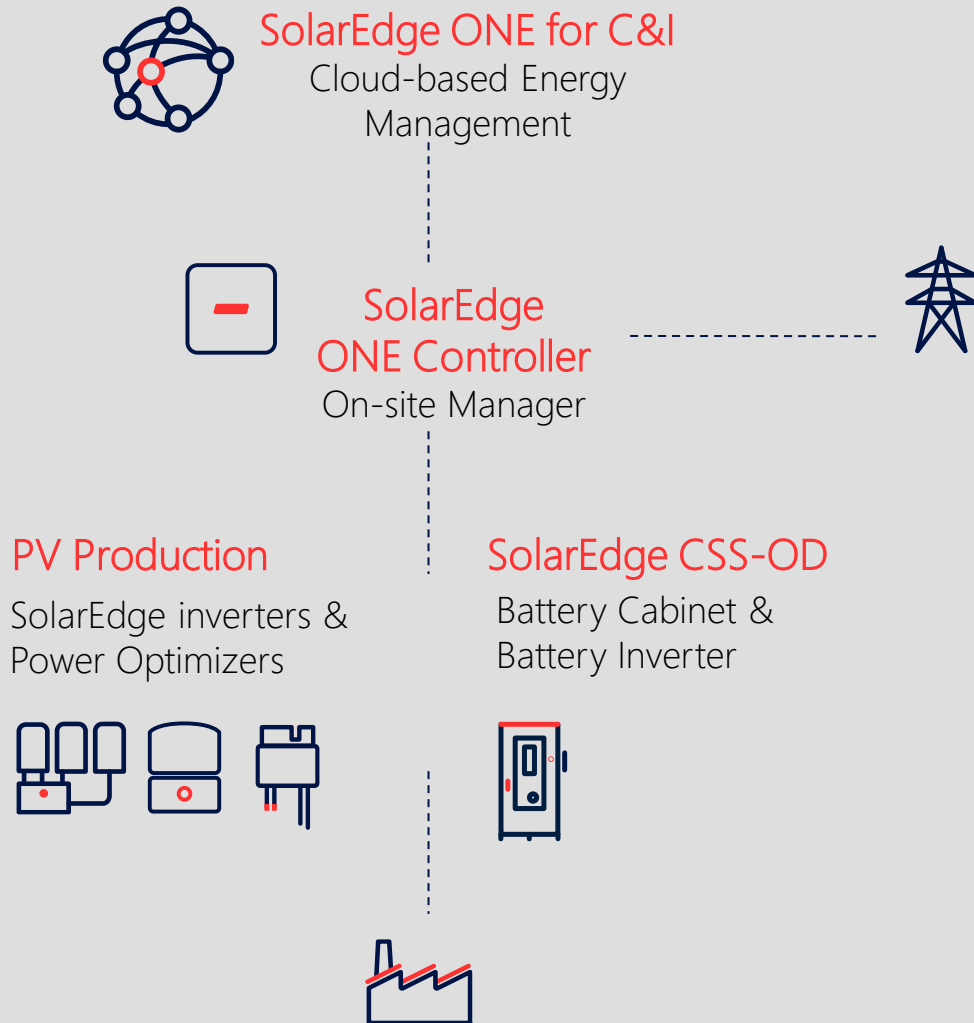 SolarEdge ONE for C&I
Cloud-based Energy
Management
SolarEdge
ONE Controller
On-site Manager
PV Production
SolarEdge inverters &
Power Optimizers
SolarEdge CSS-OD
Battery Cabinet &
Battery Inverter